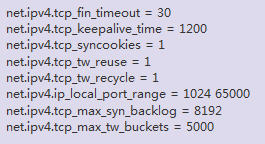 net.ipv4.tcp_fin_timeout = 30
net.ipv4.tcp_keepalive_time = 1200
net.ipv4.tcp_syncookies = 1
net.ipv4.tcp_tw_reuse = 1
net.ipv4.tcp_tw_recycle = 1
net.ipv4.ip_local_port_range = 1024 65000
net.ipv4.tcp_max_syn_backlog = 8192
net.ipv4.tcp_max_tw_buckets = 5000